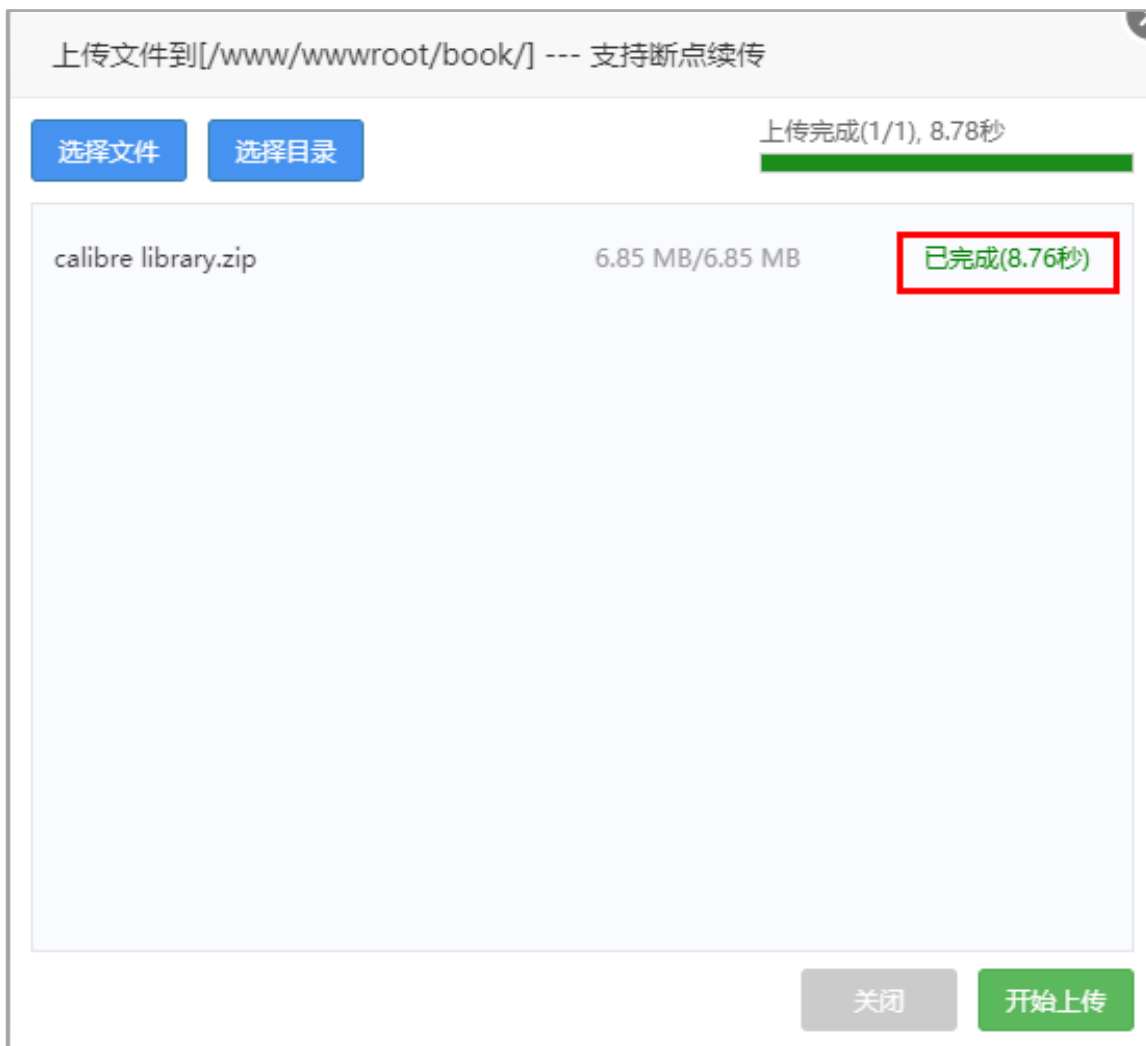 上传文件到[/www/wwwroot/book/] --- 支持断点续传
选择文件
选择目录
上传完成(1/1), 8.78秒
calibre library.zip
6.85 MB/6.85 MB
已完成(8.76秒)
关闭
开始上传